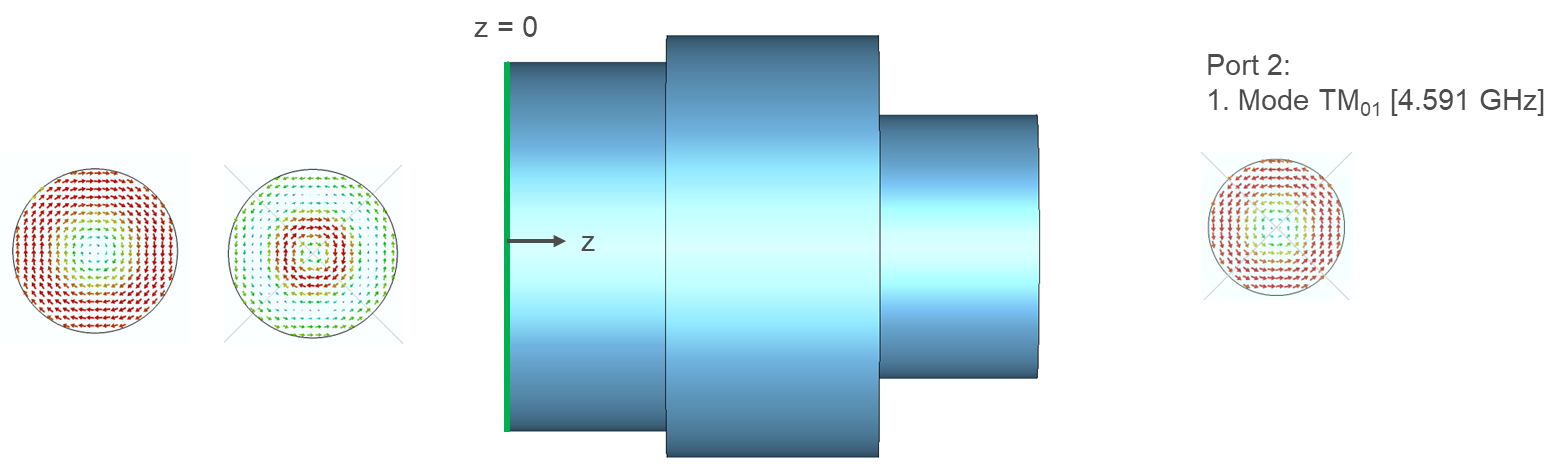 z = 0
z
Port 2:
1. Mode TM₀₁ [4.591 GHz]